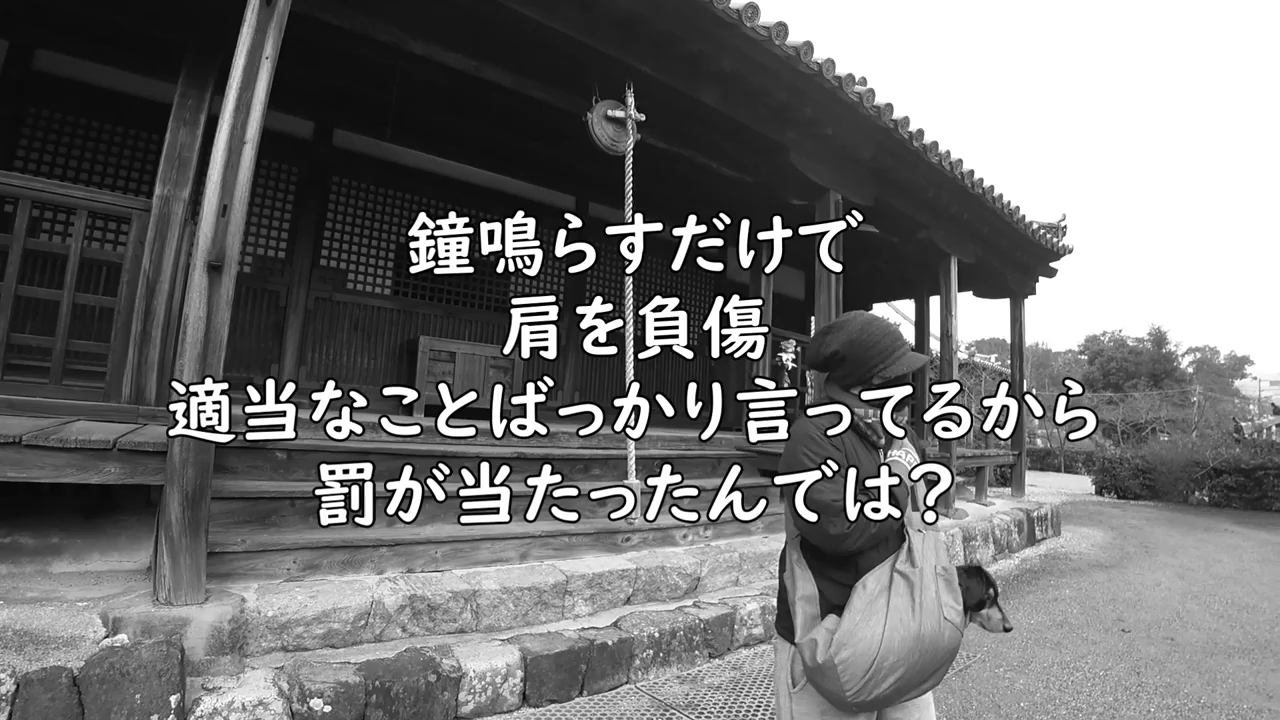 鐘鳴らすだけで
肩を負傷
適当なことばっかり言ってるから
罰が当たったんでは?